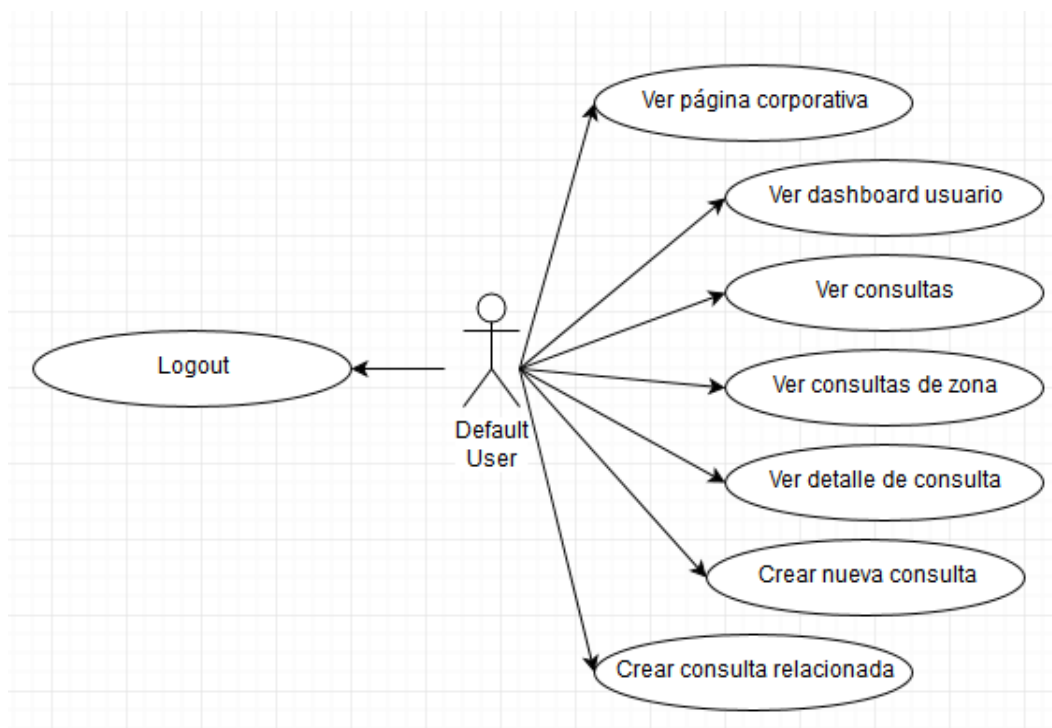 Ver página corporativa
Ver dashboard usuario
Ver consultas
Logout
Ver consultas de zona
Default
User
Ver detalle de consulta
Crear nueva consulta
Crear consulta relacionada